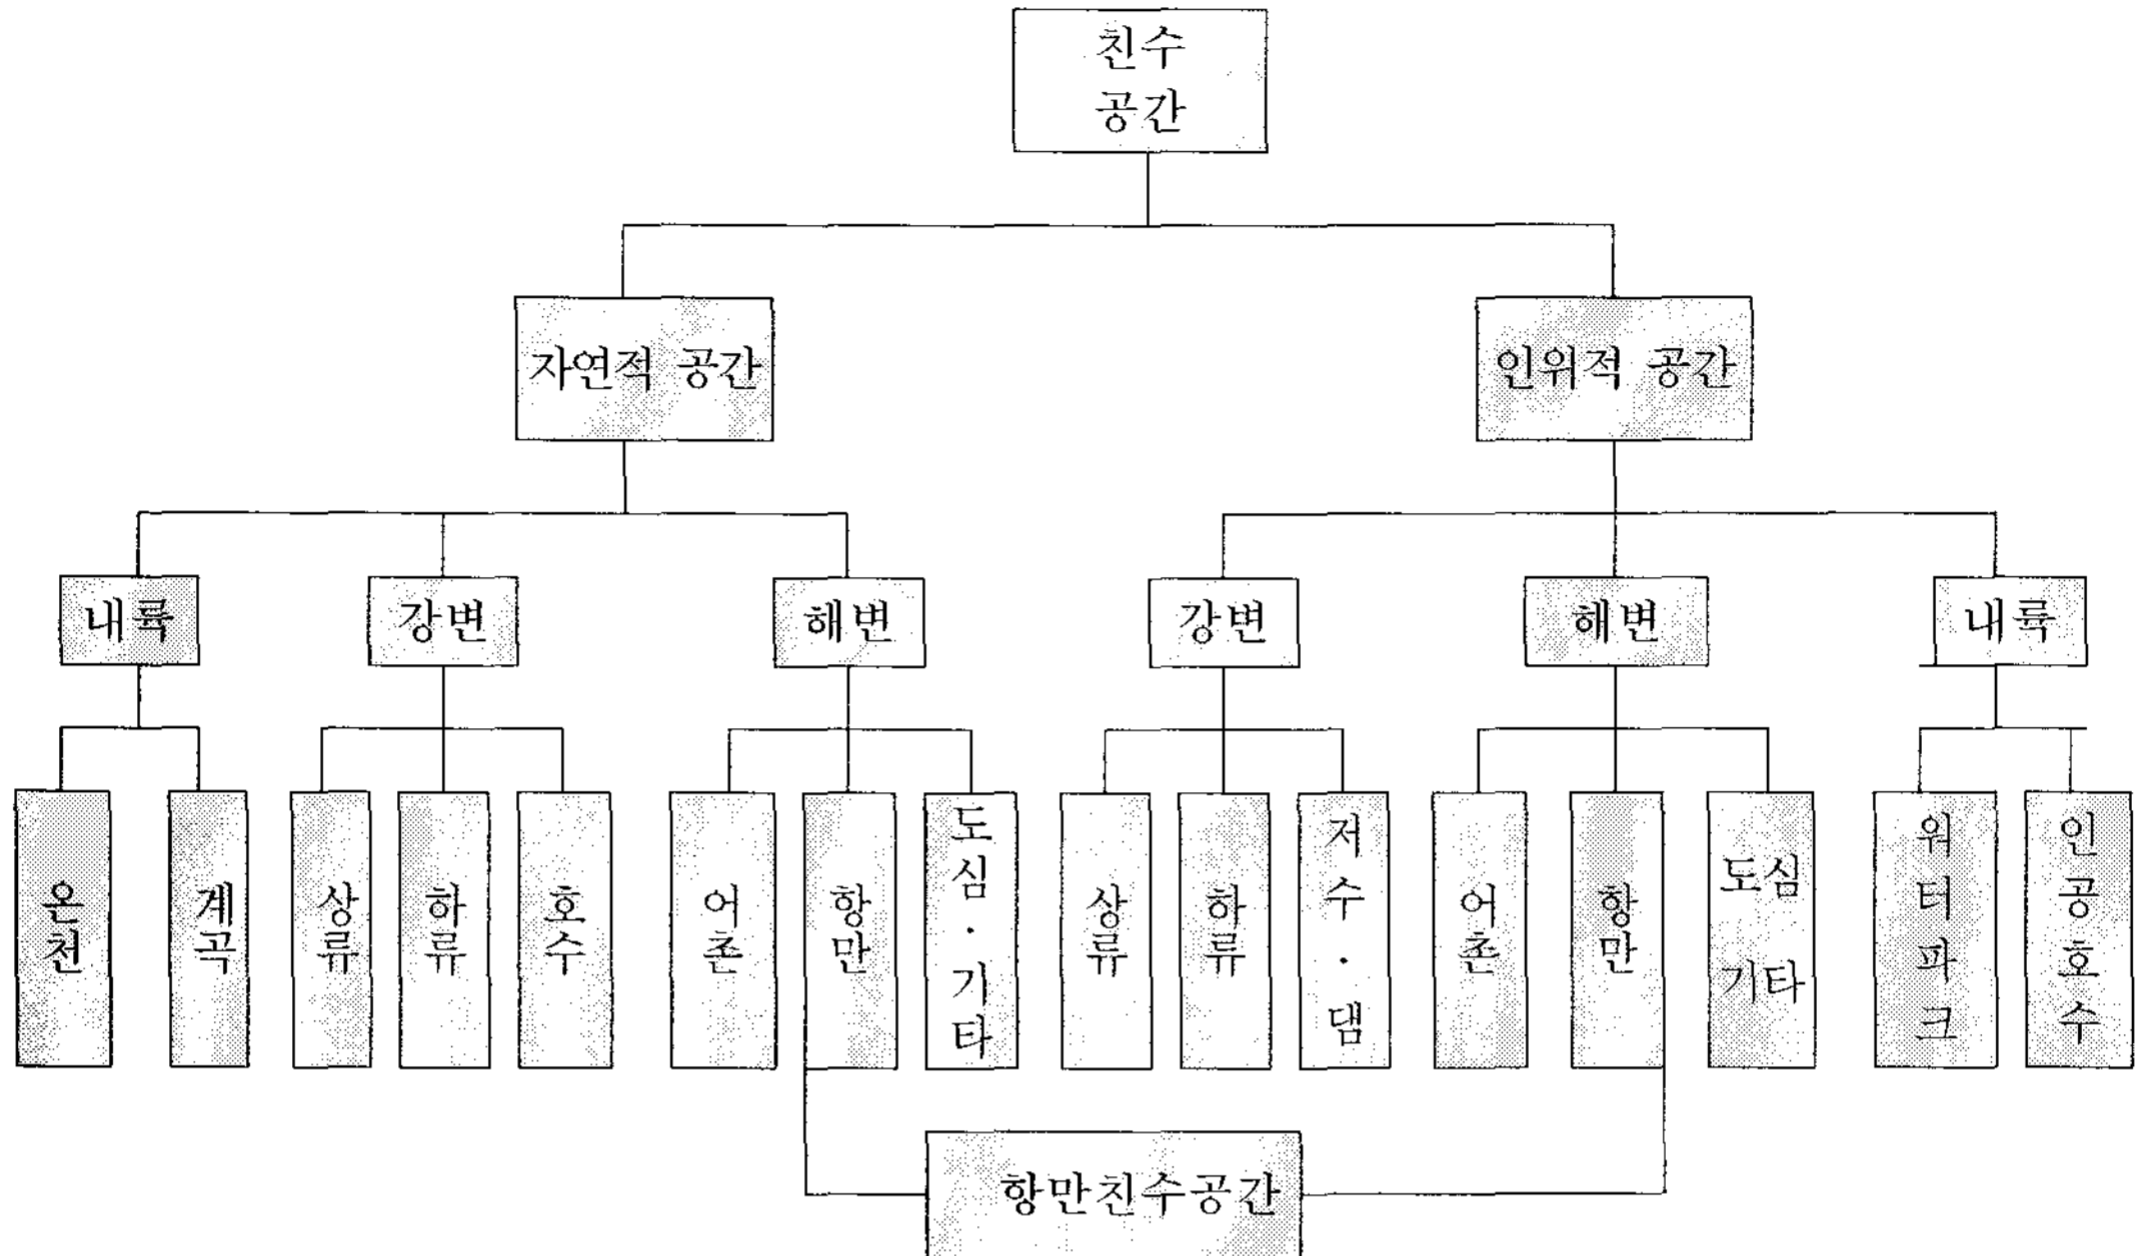 친수
공간
자연적 공간
인위적 공간
내륙
강변
해변
강변
해변
내륙
온천
계곡
상류
하류
호수
어촌
항만
도심·기타
상류
하류
저수·댐
어촌
항만
도심
기타
워터파크
인공호수
항만친수공간